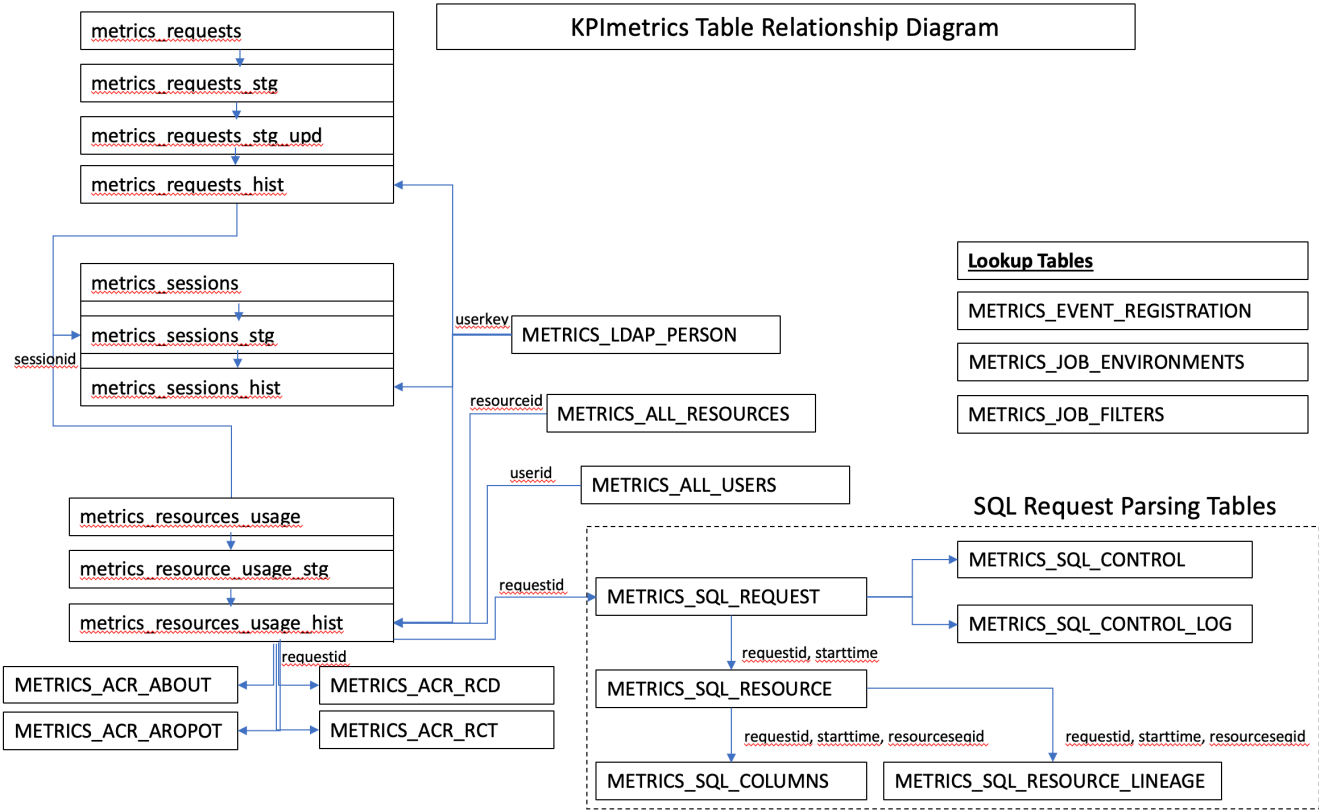 KPImetrics Table Relationship Diagram
metrics_requests
metrics_requests_stg
metrics_requests_stg_upd
metrics_requests_hist
metrics_sessions
metrics_sessions_stg
metrics_sessions_hist
sessionid
userkey
METRICS_LDAP_PERSON
resourceid
METRICS_ALL_RESOURCES
userid
METRICS_ALL_USERS
Lookup Tables
METRICS_EVENT_REGISTRATION
METRICS_JOB_ENVIRONMENTS
METRICS_JOB_FILTERS
metrics_resources_usage
metrics_resource_usage_stg
metrics_resources_usage_hist
requestid
METRICS_ACR_ABOUT
METRICS_ACR_RCD
METRICS_ACR_AROPOT
METRICS_ACR_RCT
SQL Request Parsing Tables
requestid
METRICS_SQL_REQUEST
METRICS_SQL_CONTROL
METRICS_SQL_CONTROL_LOG
requestid, starttime
METRICS_SQL_RESOURCE
requestid, starttime, resourceseqid
requestid, starttime, resourceseqid
METRICS_SQL_COLUMNS
METRICS_SQL_RESOURCE_LINEAGE